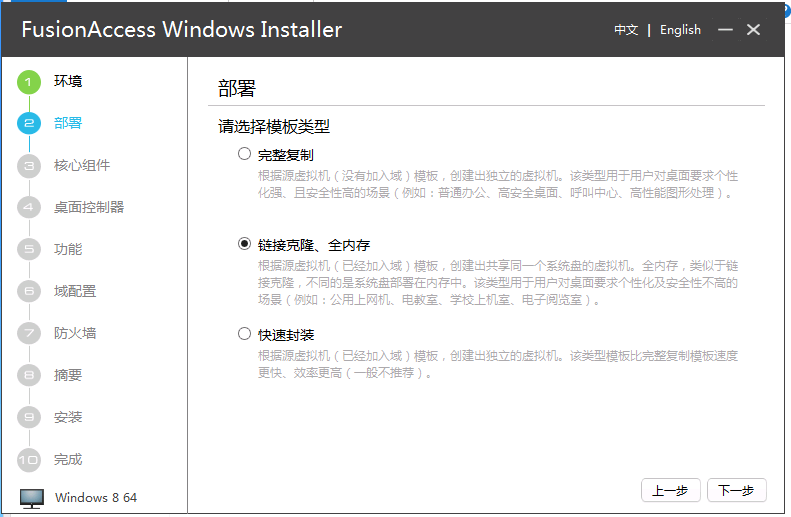 FusionAccess Windows Installer
中文 | English
1 环境
2 部署
3 核心组件
4 桌面控制器
5 功能
6 域配置
7 防火墙
8 摘要
9 安装
10 完成
Windows 8 64
部署
请选择模板类型
完整复制
根据源虚拟机（没有加入域）模板，创建出独立的虚拟机。该类型用于用户对桌面要求个性
化强、且安全性高的场景（例如：普通办公、高安全桌面、呼叫中心、高性能图形处理）。
链接克隆、全内存
根据源虚拟机（已经加入域）模板，创建出共享同一个系统盘的虚拟机。全内存，类似于链
接克隆，不同的是系统盘部署在内存中。该类型用于用户对桌面要求个性化及安全性不高的
场景（例如：公用上网机、电教室、学校上机室、电子阅览室）。
快速封装
根据源虚拟机（已经加入域）模板，创建出独立的虚拟机。该类型模板比完整复制模板速度
更快、效率更高（一般不推荐）。
上一步
下一步